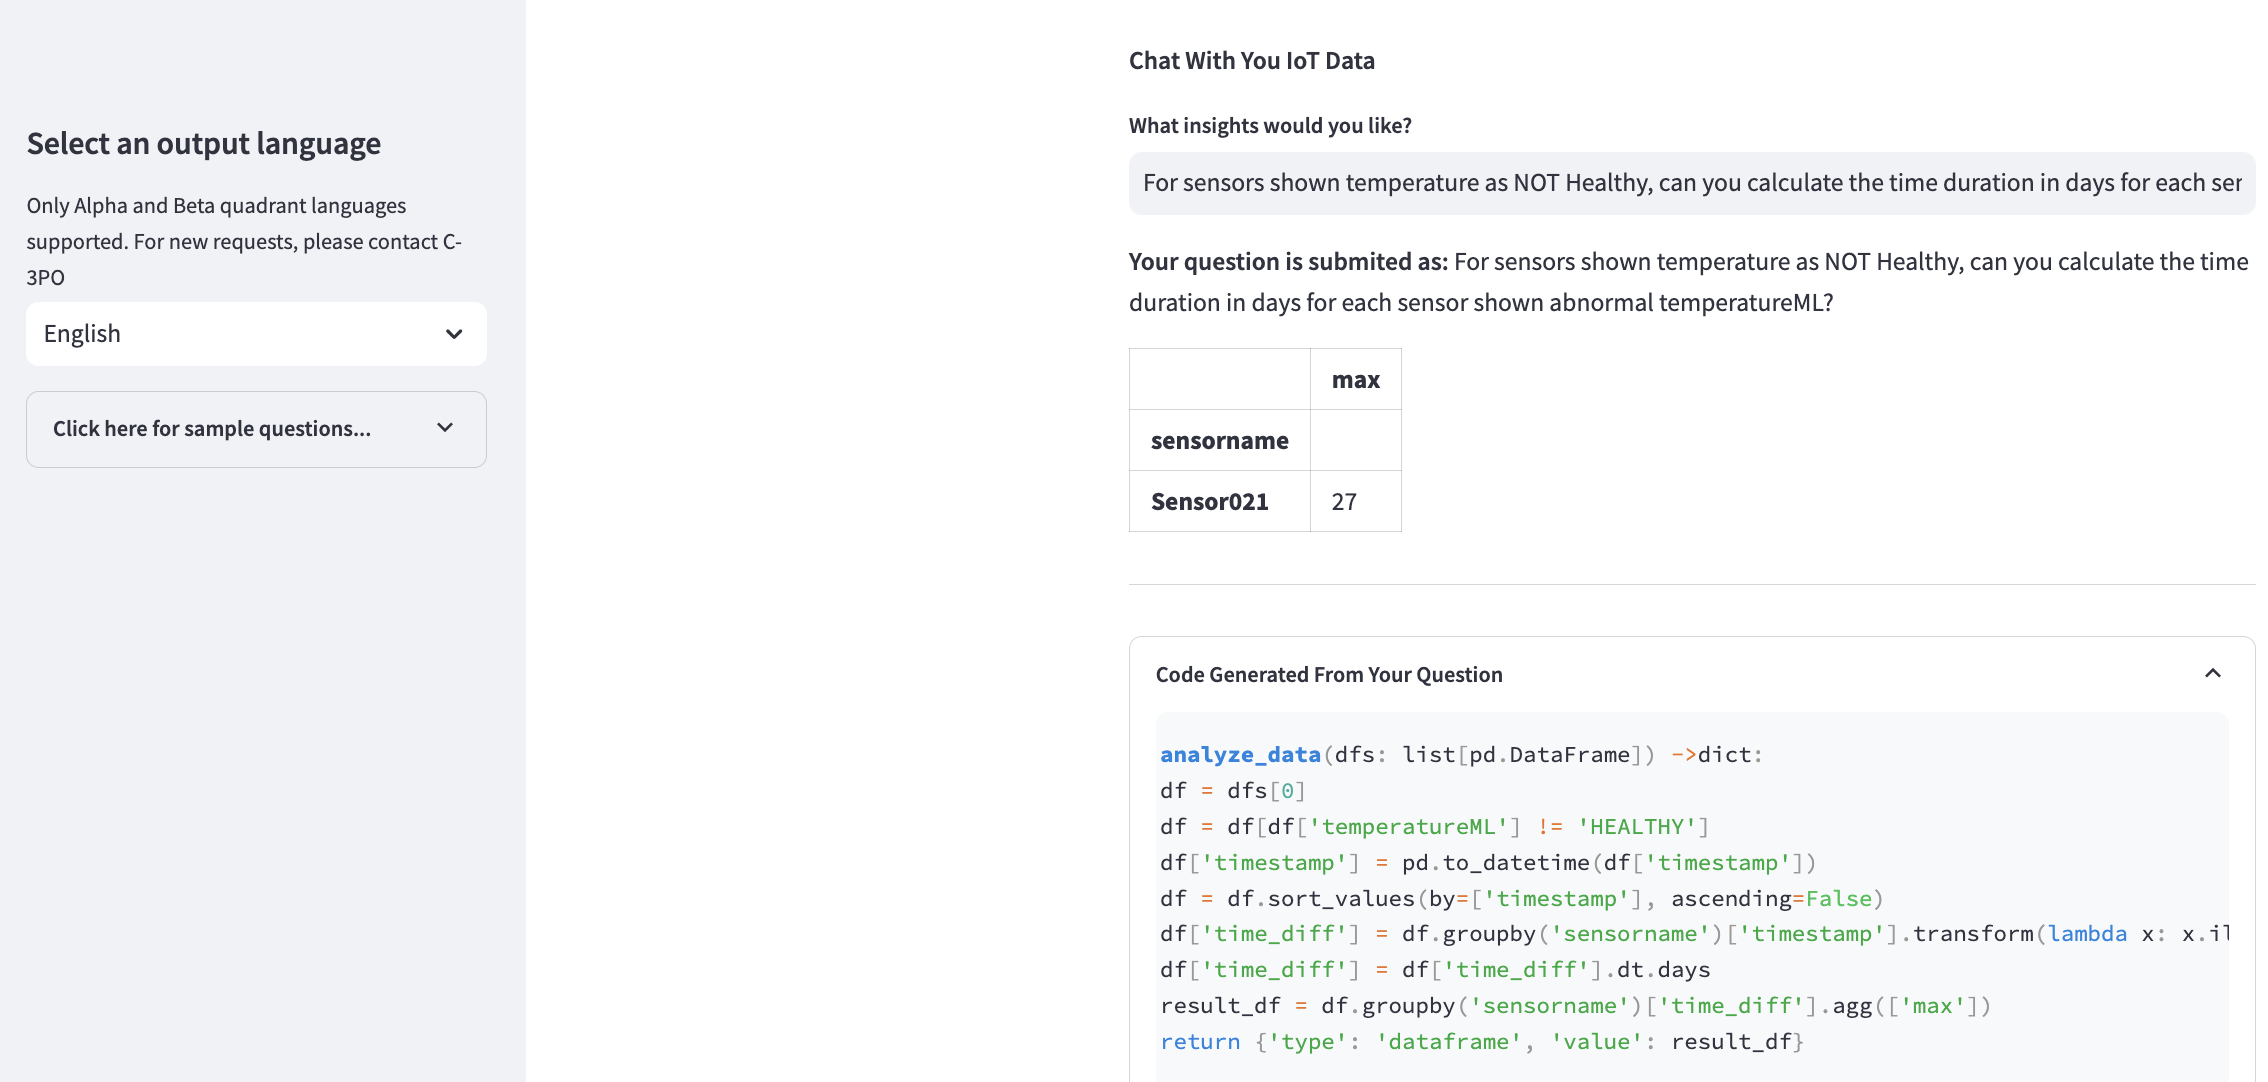 Select an output language
Only Alpha and Beta quadrant languages
supported. For new requests, please contact C-
3PO
English
Click here for sample questions...
Chat With You IoT Data
What insights would you like?
For sensors shown temperature as NOT Healthy, can you calculate the time duration in days for each ser
Your question is submited as: For sensors shown temperature as NOT Healthy, can you calculate the time
duration in days for each sensor shown abnormal temperatureML?
max
sensorname
Sensor021 27
Code Generated From Your Question
analyze_data(dfs: list[pd.DataFrame]) ->dict:
df = dfs[0]
df = df[df['temperatureML'] != 'HEALTHY']
df['timestamp'] = pd.to_datetime(df['timestamp'])
df = df.sort_values(by=['timestamp'], ascending=False)
df['time_diff'] = df.groupby('sensorname')['timestamp'].transform(lambda x: x.il
df['time_diff'] = df['time_diff'].dt.days
result_df = df.groupby('sensorname')['time_diff'].agg(['max'])
return {'type': 'dataframe', 'value': result_df}